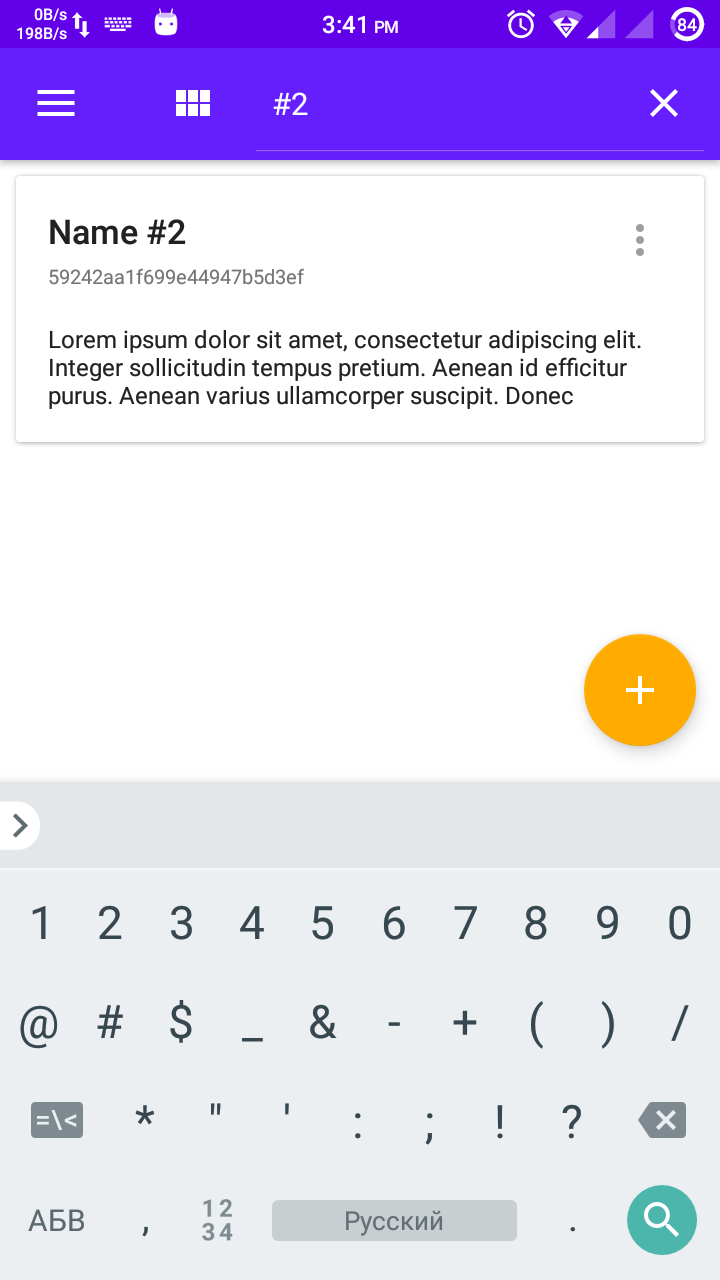 0B/s
198B/s
3:41 PM
84
#2
Name #2
59242aa1f699e44947b5d3ef
Lorem ipsum dolor sit amet, consectetur adipiscing elit.
Integer sollicitudin tempus pretium. Aenean id efficitur
purus. Aenean varius ullamcorper suscipit. Donec
1 2 3 4 5 6 7 8 9 0
@ # $ _ & - + ( ) /
=\< * " ' : ; ! ?
АБВ , 12 Русский .
34